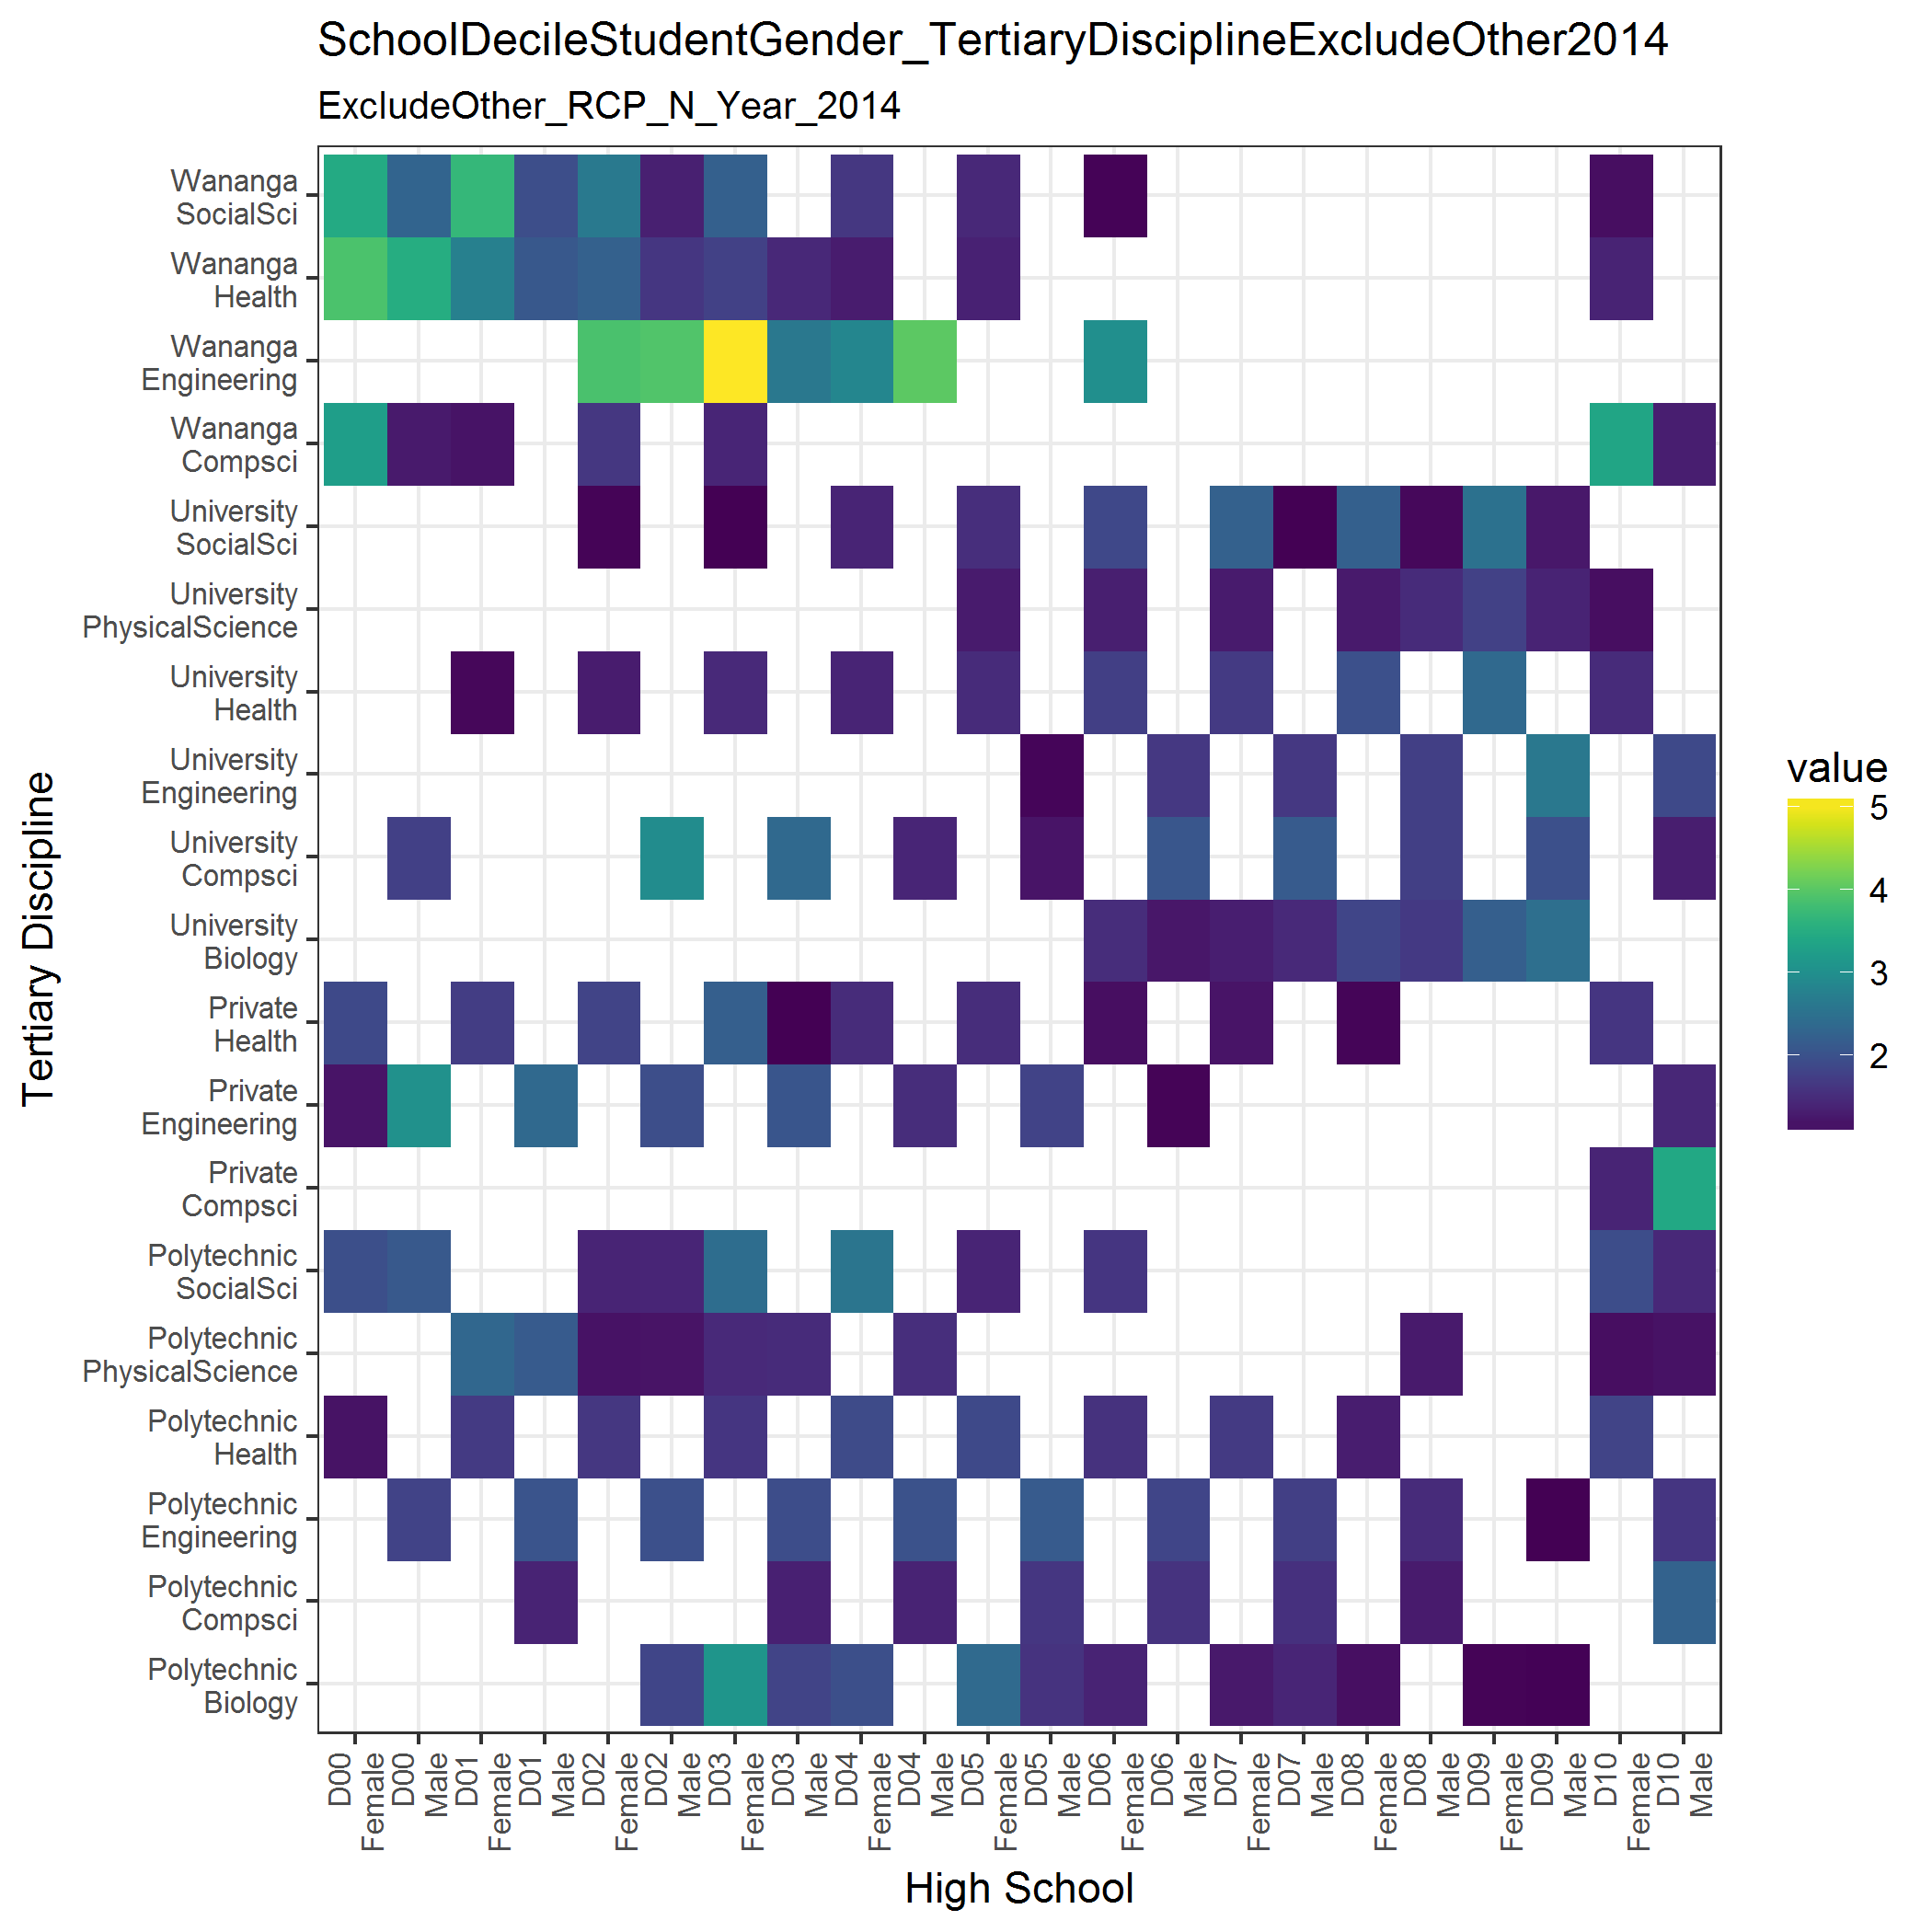 SchoolDecileStudentGender_TertiaryDisciplineExcludeOther2014
ExcludeOther_RCP_N_Year_2014
Tertiary Discipline
Wananga
SocialSci
Wananga
Health
Wananga
Engineering
Wananga
Compsci
University
SocialSci
University
PhysicalScience
University
Health
University
Engineering
University
Compsci
University
Biology
Private
Health
Private
Engineering
Private
Compsci
Polytechnic
SocialSci
Polytechnic
PhysicalScience
Polytechnic
Health
Polytechnic
Engineering
Polytechnic
Compsci
Polytechnic
Biology
D00
Female
D00
Male
D01
Female
D01
Male
D02
Female
D02
Male
D03
Female
D03
Male
D04
Female
D04
Male
D05
Female
D05
Male
D06
Female
D06
Male
D07
Female
D07
Male
D08
Female
D08
Male
D09
Female
D09
Male
D10
Female
D10
Male
High School
value
5
4
3
2